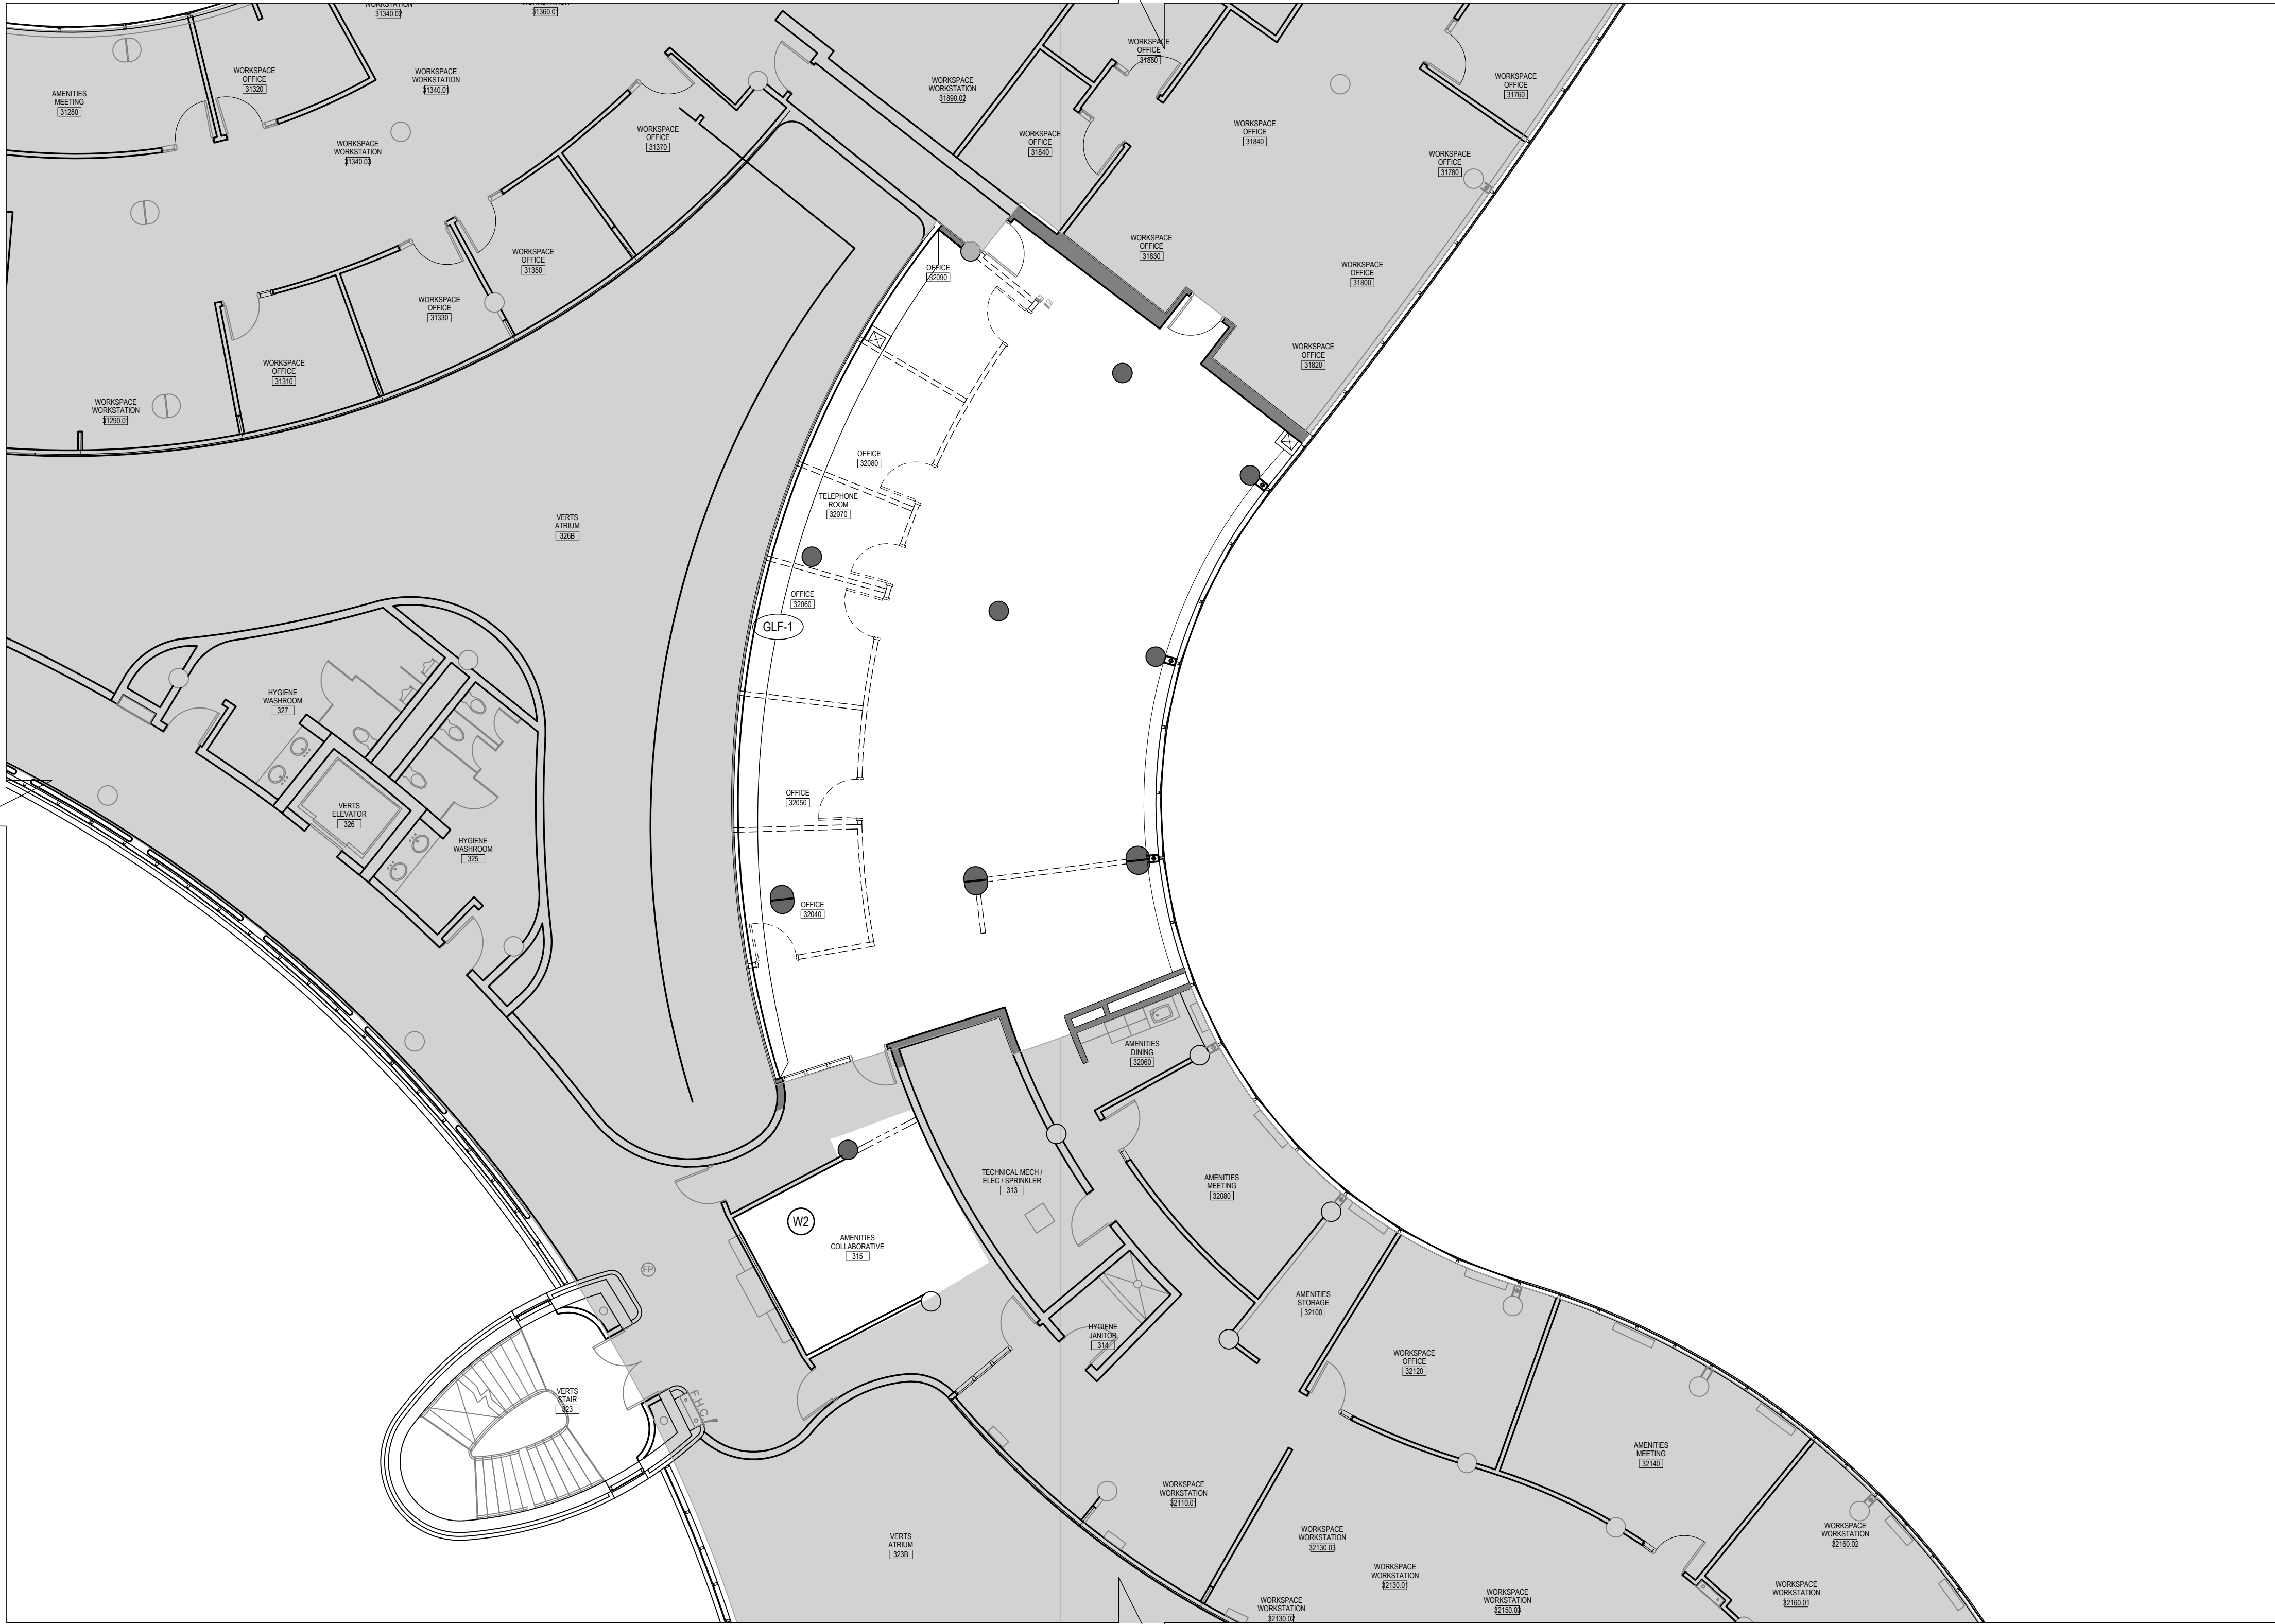 WORKSTATION
31340.02
WORKSTATION
31360.01
AMENITIES
MEETING
31280
WORKSPACE
OFFICE
31320
WORKSPACE
WORKSTATION
31340.01
WORKSPACE
WORKSTATION
31340.03
WORKSPACE
OFFICE
31370
WORKSPACE
WORKSTATION
31890.02
WORKSPACE
OFFICE
31860
WORKSPACE
OFFICE
31840
WORKSPACE
OFFICE
31840
WORKSPACE
OFFICE
31760
WORKSPACE
OFFICE
31780
WORKSPACE
OFFICE
31350
WORKSPACE
OFFICE
31330
WORKSPACE
OFFICE
31310
WORKSPACE
WORKSTATION
31290.01
OFFICE
32090
WORKSPACE
OFFICE
31830
WORKSPACE
OFFICE
31800
WORKSPACE
OFFICE
31820
OFFICE
32080
TELEPHONE
ROOM
32070
VERTS
ATRIUM
326B
OFFICE
32060
GLF-1
HYGIENE
WASHROOM
327
VERTS
ELEVATOR
326
HYGIENE
WASHROOM
325
OFFICE
32050
OFFICE
32040
AMENITIES
DINING
32060
TECHNICAL MECH /
ELEC / SPRINKLER
313
AMENITIES
MEETING
32080
W2
AMENITIES
COLLABORATIVE
315
FP
AMENITIES
STORAGE
32100
HYGIENE
JANITOR
314
WORKSPACE
OFFICE
32120
VERTS
STAIR
323
F.H.C.
AMENITIES
MEETING
32140
WORKSPACE
WORKSTATION
32110.01
VERTS
ATRIUM
323B
WORKSPACE
WORKSTATION
32130.03
WORKSPACE
WORKSTATION
32160.02
WORKSPACE
WORKSTATION
32130.01
WORKSPACE
WORKSTATION
32150.03
WORKSPACE
WORKSTATION
32160.01
WORKSPACE
WORKSTATION
32130.02